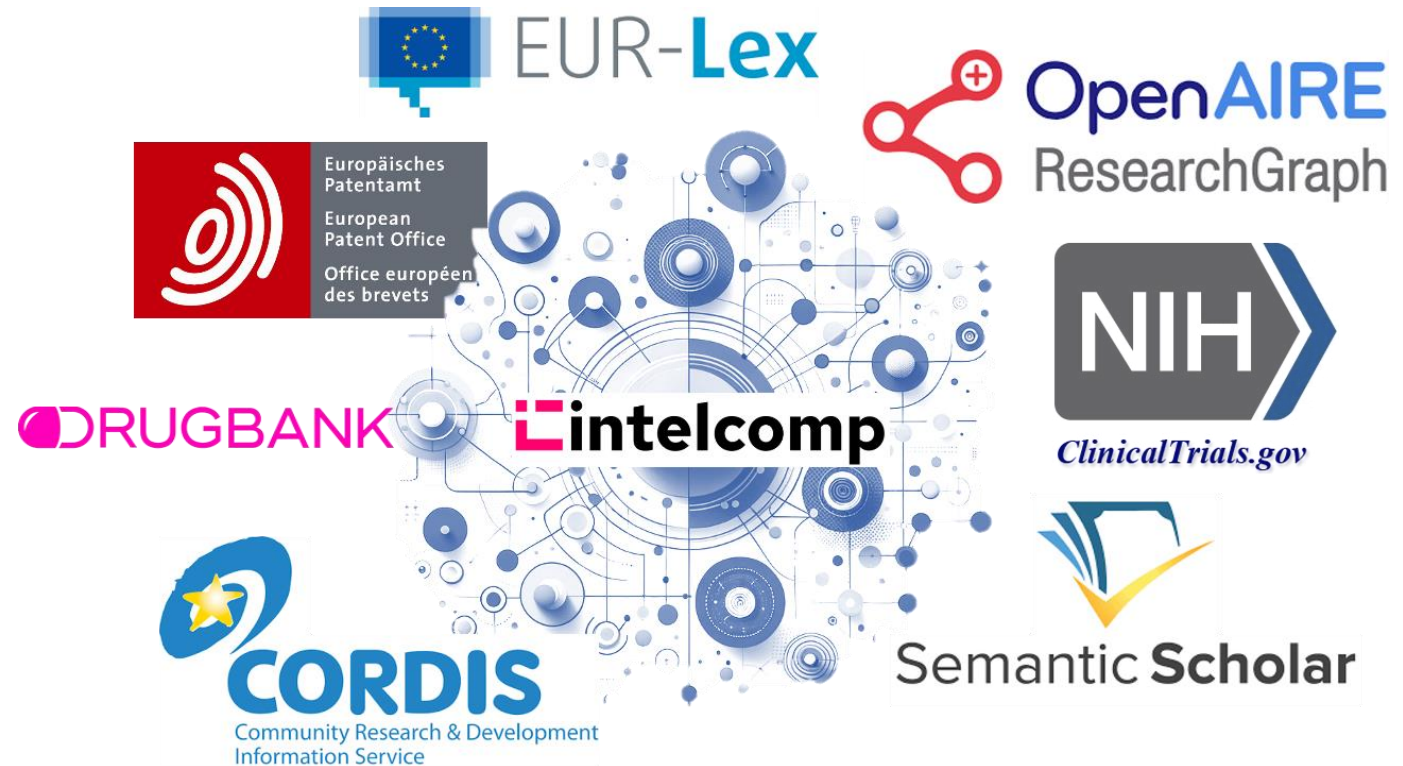 EUR-Lex
OpenAIRE
ResearchGraph
Europäisches
Patentamt
European
Patent Office
Office européen
des brevets
NIH
ClinicalTrials.gov
DRUGBANK
intelcomp
CORDIS
Community Research & Development
Information Service
Semantic Scholar